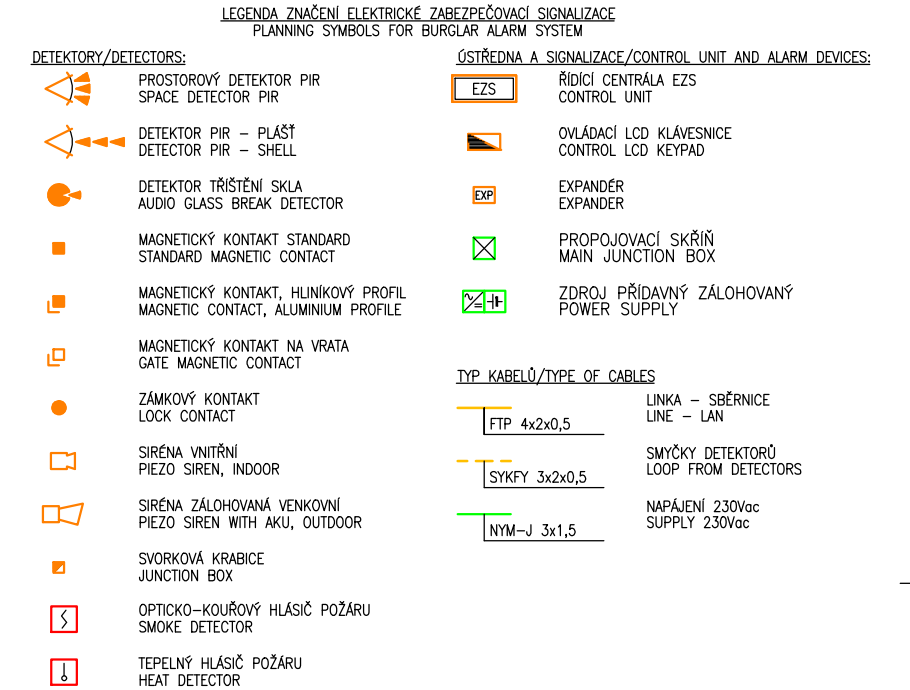 LEGENDA ZNAČENÍ ELEKTRICKÉ ZABEZPEČOVACÍ SIGNALIZACE
PLANNING SYMBOLS FOR BURGLAR ALARM SYSTEM
DETEKTORY/DETECTORS:
PROSTOROVÝ DETEKTOR PIR
SPACE DETECTOR PIR
DETEKTOR PIR – PLÁŠŤ
DETECTOR PIR – SHELL
DETEKTOR TŘÍŠTĚNÍ SKLA
AUDIO GLASS BREAK DETECTOR
MAGNETICKÝ KONTAKT STANDARD
STANDARD MAGNETIC CONTACT
MAGNETICKÝ KONTAKT, HLINÍKOVÝ PROFIL
MAGNETIC CONTACT, ALUMINIUM PROFILE
MAGNETICKÝ KONTAKT NA VRATA
GATE MAGNETIC CONTACT
ZÁMKOVÝ KONTAKT
LOCK CONTACT
SIRÉNA VNITŘNÍ
PIEZO SIREN, INDOOR
SIRÉNA ZÁLOHOVANÁ VENKOVNÍ
PIEZO SIREN WITH AKU, OUTDOOR
SVORKOVÁ KRABICE
JUNCTION BOX
OPTICKO–KOUŘOVÝ HLÁSIČ POŽÁRU
SMOKE DETECTOR
TEPELNÝ HLÁSIČ POŽÁRU
HEAT DETECTOR
ÚSTŘEDNA A SIGNALIZACE/CONTROL UNIT AND ALARM DEVICES:
EZS
ŘÍDÍCÍ CENTRÁLA EZS
CONTROL UNIT
OVLÁDACÍ LCD KLÁVESNICE
CONTROL LCD KEYPAD
EXP
EXPANDÉR
EXPANDER
PROPOJOVACÍ SKŘÍŇ
MAIN JUNCTION BOX
ZDROJ PŘÍDAVNÝ ZÁLOHOVANÝ
POWER SUPPLY
TYP KABELŮ/TYPE OF CABLES
FTP 4x2x0,5
LINKA – SBĚRNICE
LINE – LAN
SYKFY 3x2x0,5
SMYČKY DETEKTORŮ
LOOP FROM DETECTORS
NYM–J 3x1,5
NAPÁJENÍ 230Vac
SUPPLY 230Vac